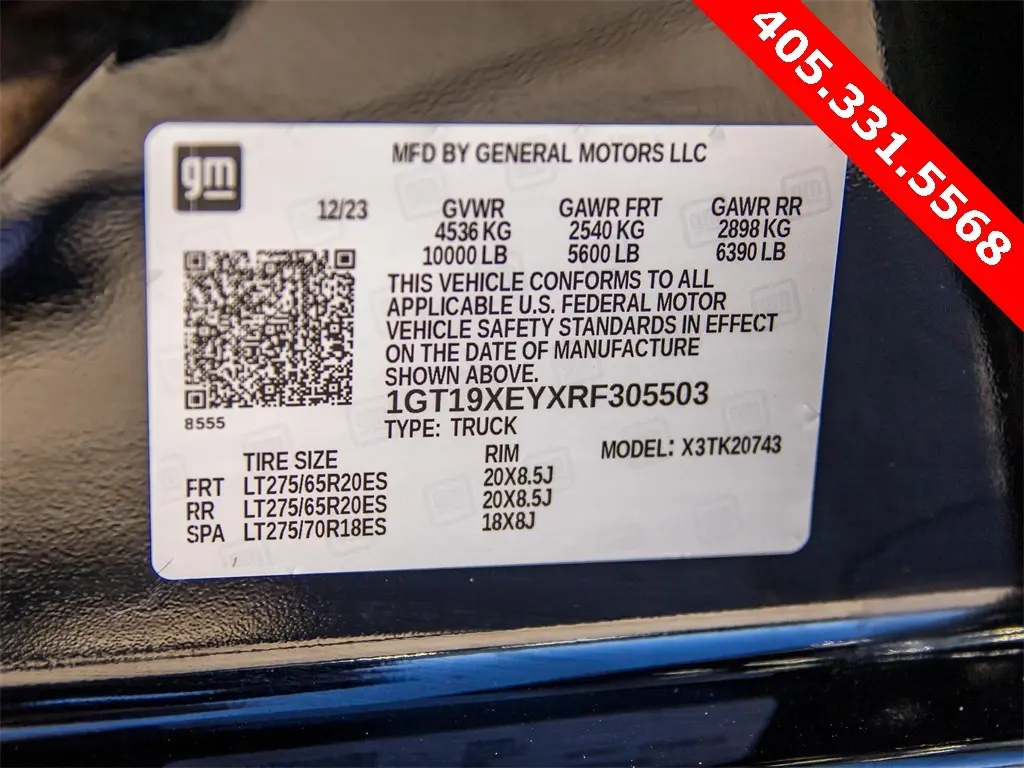 405.331.5568
gm
MFD BY GENERAL MOTORS LLC
12/23 GVWR GAWR FRT GAWR RR
4536 KG 2540 KG 2898 KG
10000 LB 5600 LB 6390 LB
THIS VEHICLE CONFORMS TO ALL
APPLICABLE U.S. FEDERAL MOTOR
VEHICLE SAFETY STANDARDS IN EFFECT
ON THE DATE OF MANUFACTURE
SHOWN ABOVE.
1GT19XEYXRF305503
8555
TYPE: TRUCK
TIRE SIZE RIM MODEL: X3TK20743
FRT LT275/65R20ES 20X8.5J
RR LT275/65R20ES 20X8.5J
SPA LT275/70R18ES 18X8J